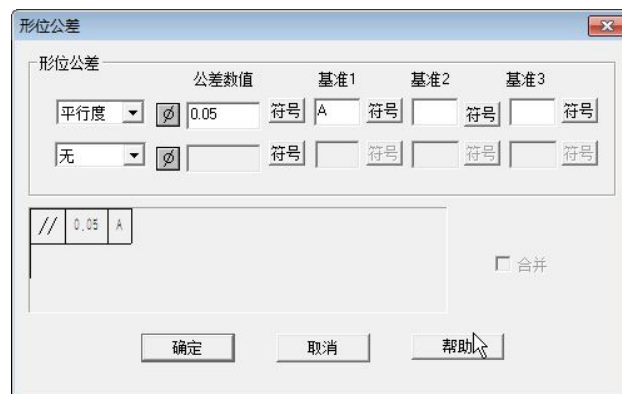 形位公差
形位公差
公差数值 基准1 基准2 基准3
平行度 Ø 0.05 符号 A 符号 符号 符号
无 Ø 符号 符号 符号 符号
// 0.05 A
合并
确定 取消 帮助